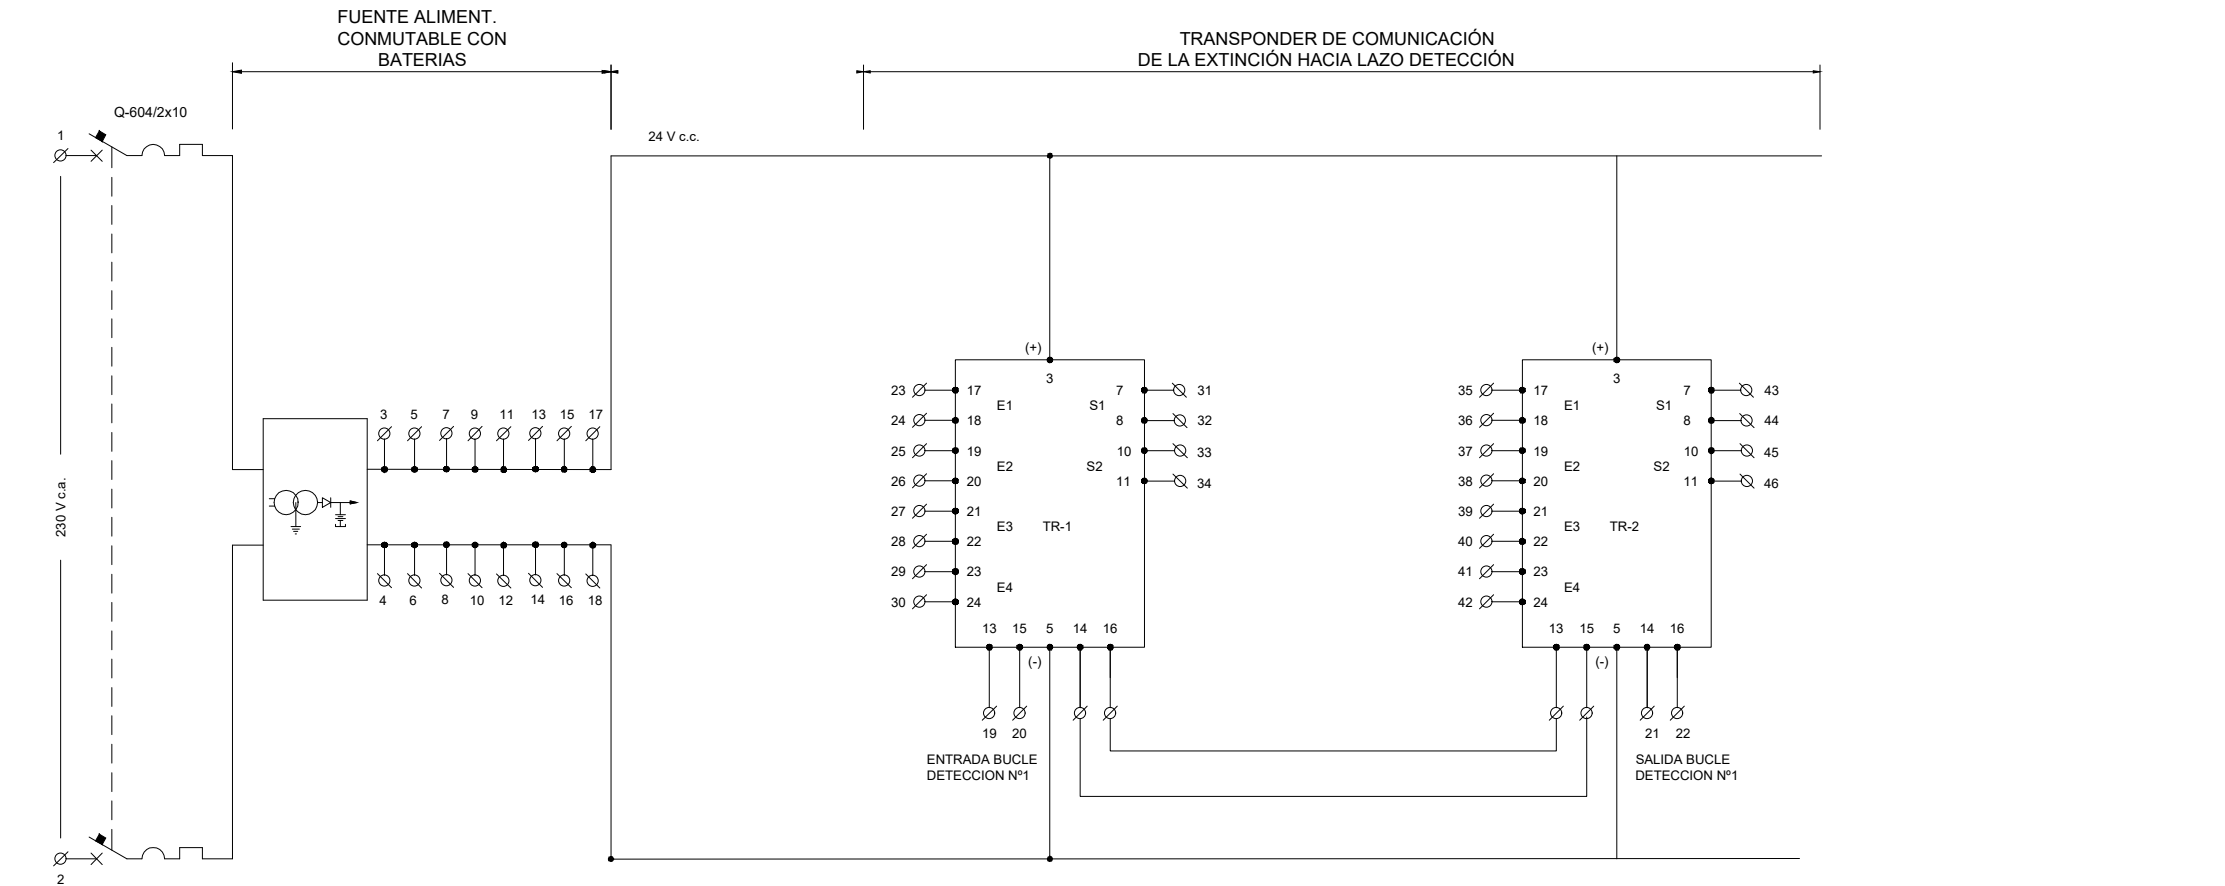 FUENTE ALIMENT.
CONMUTABLE CON
BATERIAS
TRANSPONDER DE COMUNICACIÓN
DE LA EXTINCIÓN HACIA LAZO DETECCIÓN
Q-604/2x10
1
24 V c.c.
230 V c.a.
2
3 5 7 9 11 13 15 17
4 6 8 10 12 14 16 18
(+)
3
23 17 7 31
E1 S1
24 18 8 32
25 19 10 33
E2 S2
26 20 11 34
27 21
E3 TR-1
28 22
29 23
E4
30 24
13 15 5 14 16
(-)
19 20
ENTRADA BUCLE
DETECCION Nº1
(+)
3
35 17 7 43
E1 S1
36 18 8 44
37 19 10 45
E2 S2
38 20 11 46
39 21
E3 TR-2
40 22
41 23
E4
42 24
13 15 5 14 16
(-)
21 22
SALIDA BUCLE
DETECCION Nº1